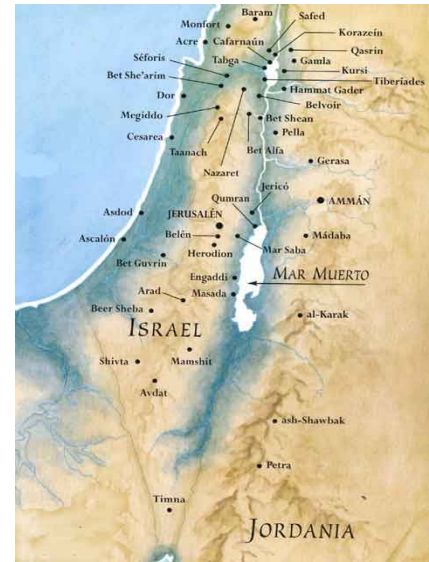 Baram
Safed
Monfort
Korazeín
Acre
Cafarnaún
Qasrin
Tabga
Gamla
Séforis
Kursi
Bet She'arim
Tiberíades
Dor
Hammat Gader
Belvoir
Megiddo
Bet Shean
Cesarea
Pella
Taanach
Bet Alfa
Gerasa
Nazaret
Jericó
Qumran
AMMÁN
Asdod
JERUSALÉN
Belén
Mádaba
Ascalón
Mar Saba
Herodion
Bet Guvrin
Engaddi
MAR MUERTO
Arad
Masada
Beer Sheba
al-Karak
ISRAEL
Shivta
Mamshit
Avdat
ash-Shawbak
Petra
Timna
JORDANIA